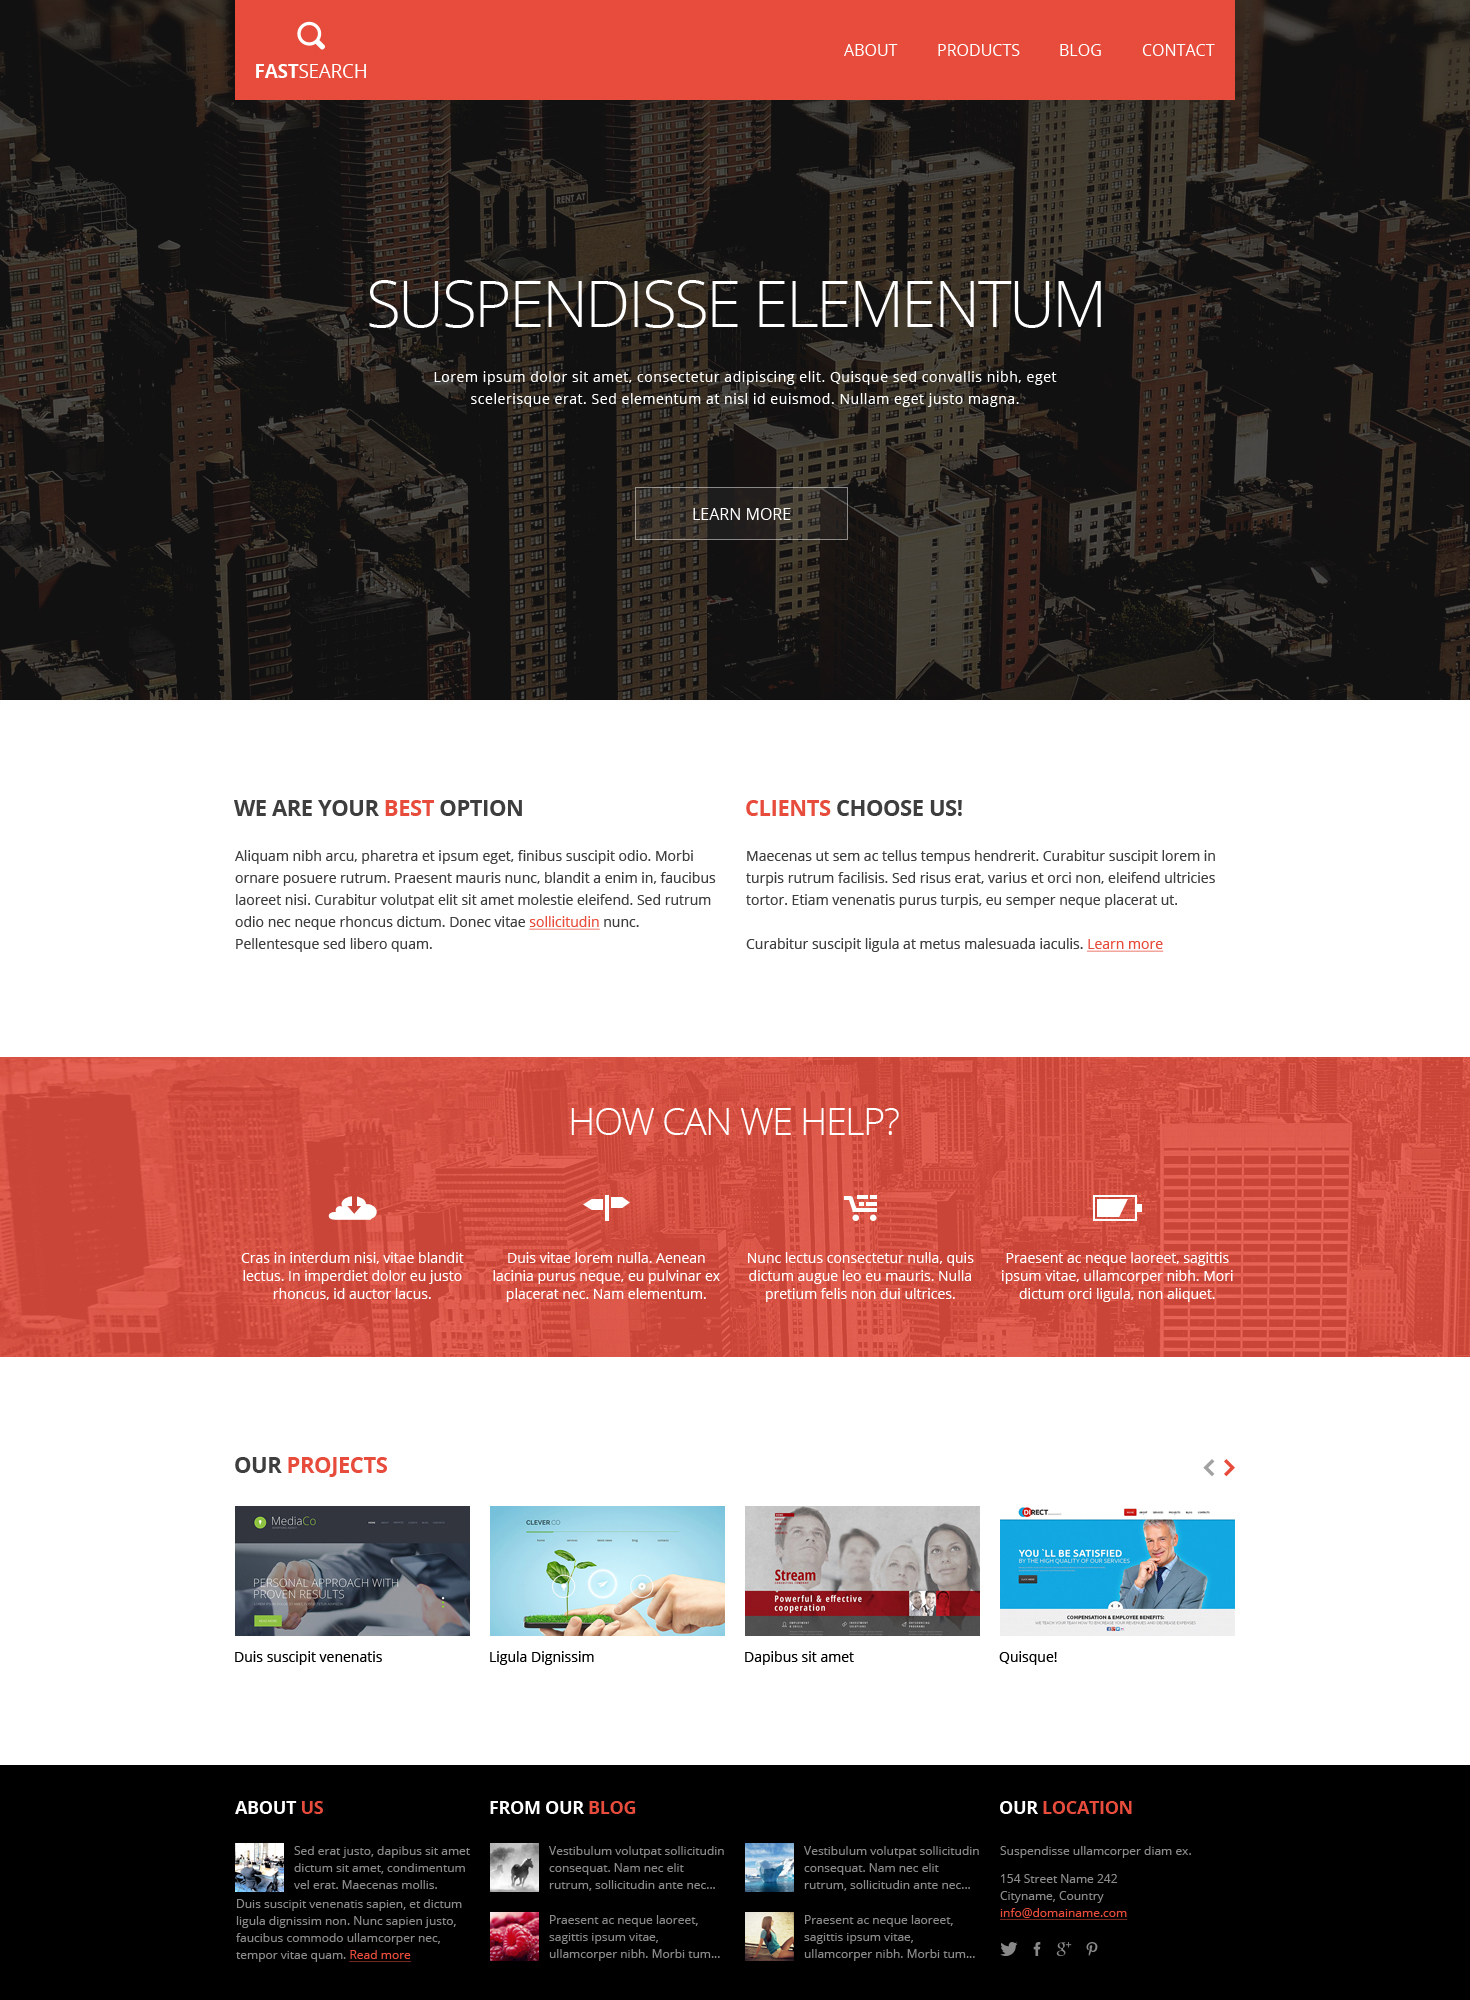 FASTSEARCH
ABOUT PRODUCTS BLOG CONTACT
RENT AT
SUSPENDISSE ELEMENTUM
Lorem ipsum dolor sit amet, consectetur adipiscing elit. Quisque sed convallis nibh, eget
scelerisque erat. Sed elementum at nisl id euismod. Nullam eget justo magna.
LEARN MORE
WE ARE YOUR BEST OPTION
Aliquam nibh arcu, pharetra et ipsum eget, finibus suscipit odio. Morbi
ornare posuere rutrum. Praesent mauris nunc, blandit a enim in, faucibus
laoreet nisi. Curabitur volutpat elit sit amet molestie eleifend. Sed rutrum
odio nec neque rhoncus dictum. Donec vitae sollicitudin nunc.
Pellentesque sed libero quam.
CLIENTS CHOOSE US!
Maecenas ut sem ac tellus tempus hendrerit. Curabitur suscipit lorem in
turpis rutrum facilisis. Sed risus erat, varius et orci non, eleifend ultricies
tortor. Etiam venenatis purus turpis, eu semper neque placerat ut.
Curabitur suscipit ligula at metus malesuada iaculis. Learn more
HOW CAN WE HELP?
Cras in interdum nisi, vitae blandit
lectus. In imperdiet dolor eu justo
rhoncus, id auctor lacus.
Duis vitae lorem nulla. Aenean
lacinia purus neque, eu pulvinar ex
placerat nec. Nam elementum.
Nunc lectus consectetur nulla, quis
dictum augue leo eu mauris. Nulla
pretium felis non dui ultrices.
Praesent ac neque laoreet, sagittis
ipsum vitae, ullamcorper nibh. Mori
dictum orci ligula, non aliquet.
OUR PROJECTS
MediaCo
PERSONAL APPROACH WITH
PROVEN RESULTS
Duis suscipit venenatis
CLEVER CO
Ligula Dignissim
Stream
Powerful & effective
cooperation
Dapibus sit amet
DIRECT
YOU`LL BE SATISFIED
BY THE HIGH QUALITY OF OUR SERVICES
COMPENSATION & EMPLOYEE BENEFITS:
WE TEACH YOUR TEAM HOW TO ENCREASE YOUR REVENUES AND DECREASE EXPENSES
Quisque!
ABOUT US
Sed erat justo, dapibus sit amet
dictum sit amet, condimentum
vel erat. Maecenas mollis.
Duis suscipit venenatis sapien, et dictum
ligula dignissim non. Nunc sapien justo,
faucibus commodo ullamcorper nec,
tempor vitae quam. Read more
FROM OUR BLOG
Vestibulum volutpat sollicitudin
consequat. Nam nec elit
rutrum, sollicitudin ante nec...
Praesent ac neque laoreet,
sagittis ipsum vitae,
ullamcorper nibh. Morbi tum...
Vestibulum volutpat sollicitudin
consequat. Nam nec elit
rutrum, sollicitudin ante nec...
Praesent ac neque laoreet,
sagittis ipsum vitae,
ullamcorper nibh. Morbi tum...
OUR LOCATION
Suspendisse ullamcorper diam ex.
154 Street Name 242
Cityname, Country
info@domainame.com